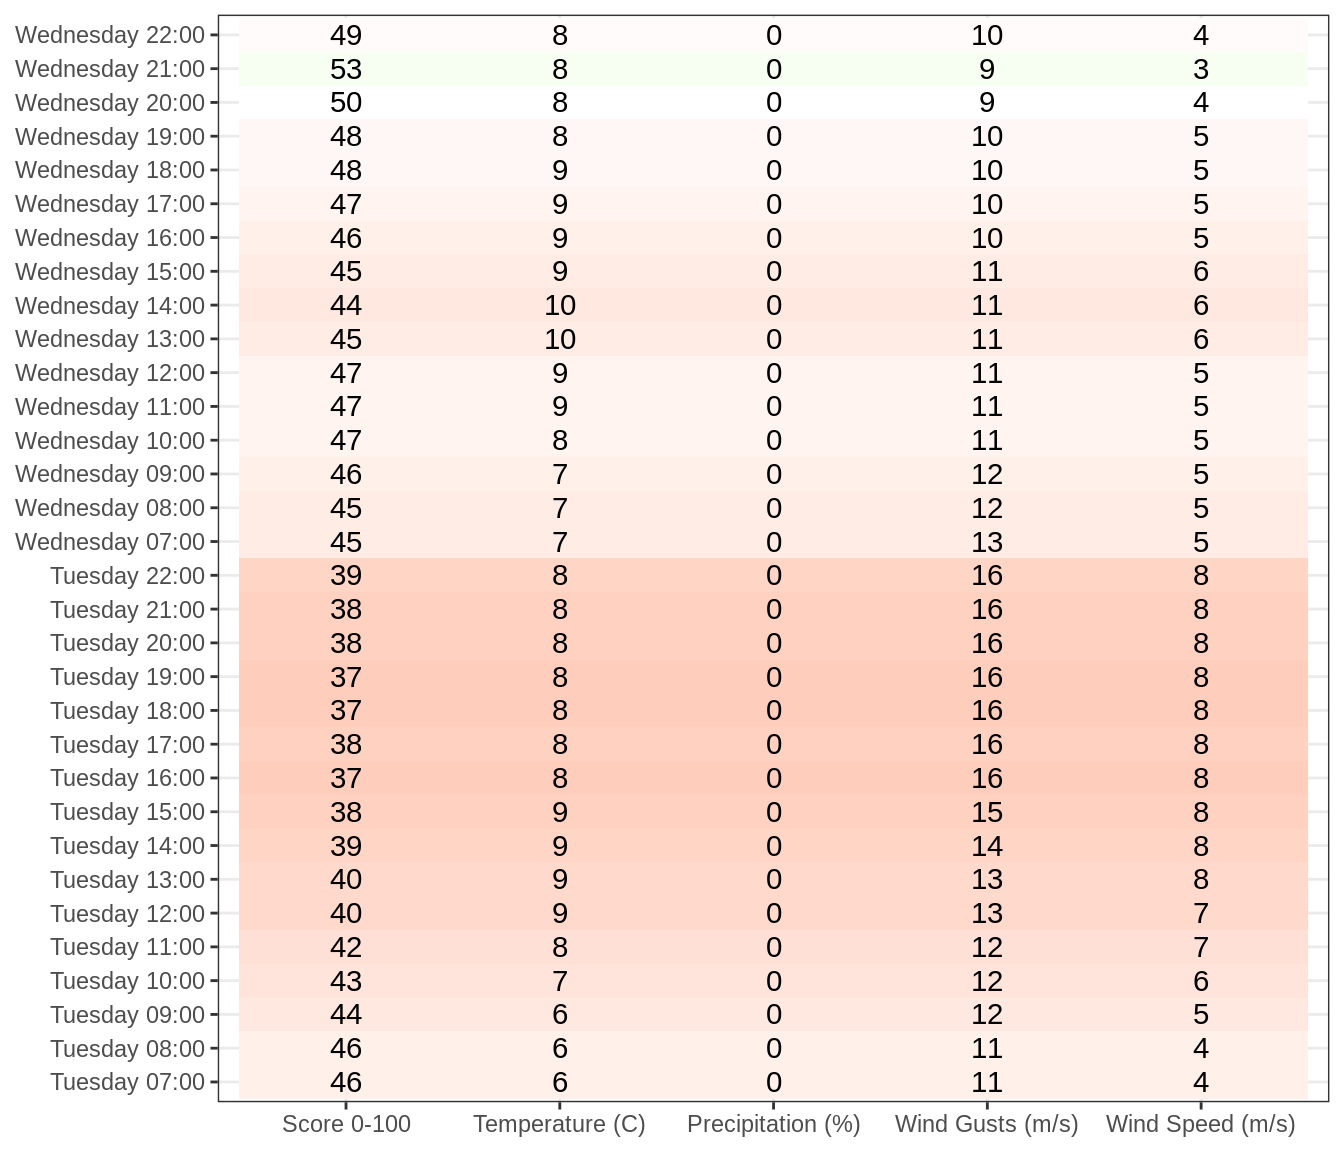 Wednesday 22:00 49 8 0 10 4
Wednesday 21:00 53 8 0 9 3
Wednesday 20:00 50 8 0 9 4
Wednesday 19:00 48 8 0 10 5
Wednesday 18:00 48 9 0 10 5
Wednesday 17:00 47 9 0 10 5
Wednesday 16:00 46 9 0 10 5
Wednesday 15:00 45 9 0 11 6
Wednesday 14:00 44 10 0 11 6
Wednesday 13:00 45 10 0 11 6
Wednesday 12:00 47 9 0 11 5
Wednesday 11:00 47 9 0 11 5
Wednesday 10:00 47 8 0 11 5
Wednesday 09:00 46 7 0 12 5
Wednesday 08:00 45 7 0 12 5
Wednesday 07:00 45 7 0 13 5
Tuesday 22:00 39 8 0 16 8
Tuesday 21:00 38 8 0 16 8
Tuesday 20:00 38 8 0 16 8
Tuesday 19:00 37 8 0 16 8
Tuesday 18:00 37 8 0 16 8
Tuesday 17:00 38 8 0 16 8
Tuesday 16:00 37 8 0 16 8
Tuesday 15:00 38 9 0 15 8
Tuesday 14:00 39 9 0 14 8
Tuesday 13:00 40 9 0 13 8
Tuesday 12:00 40 9 0 13 7
Tuesday 11:00 42 8 0 12 7
Tuesday 10:00 43 7 0 12 6
Tuesday 09:00 44 6 0 12 5
Tuesday 08:00 46 6 0 11 4
Tuesday 07:00 46 6 0 11 4
Score 0-100 Temperature (C) Precipitation (%) Wind Gusts (m/s) Wind Speed (m/s)